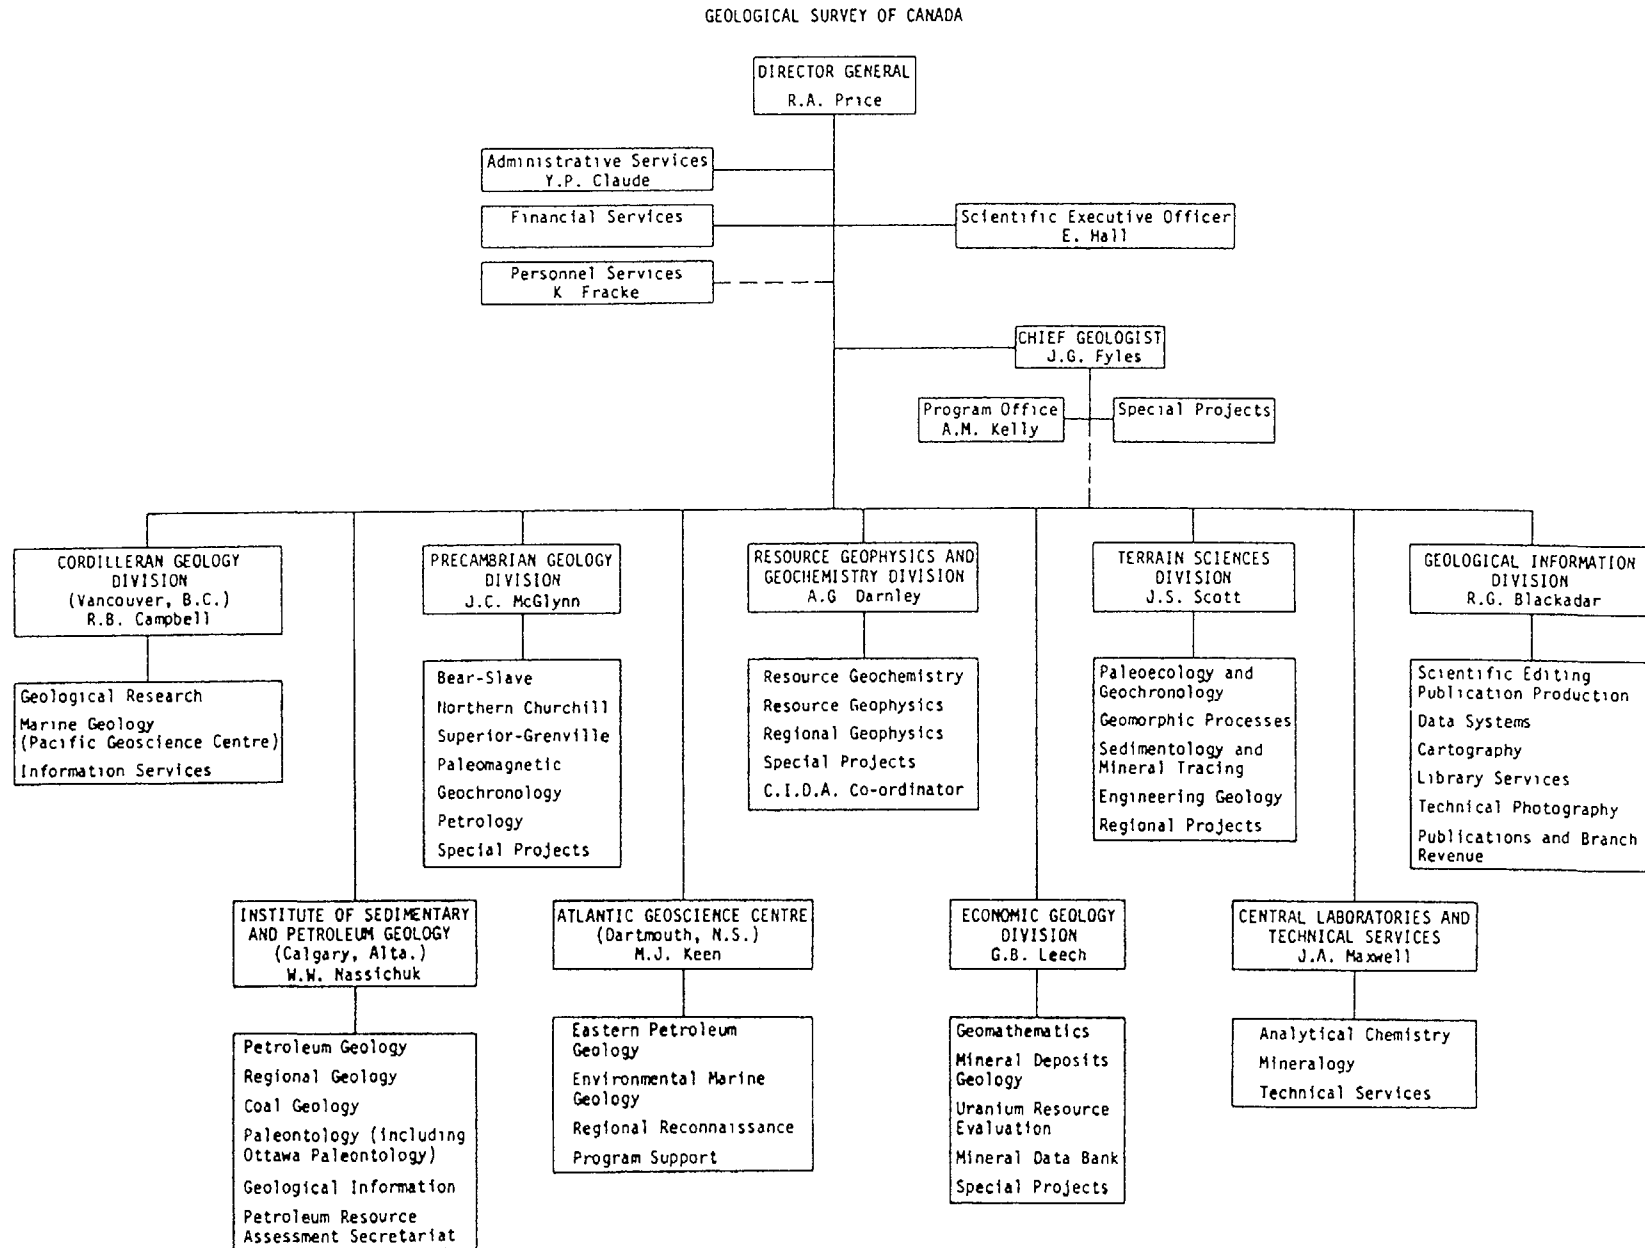 GEOLOGICAL SURVEY OF CANADA
DIRECTOR GENERAL
R.A. Price
Administrative Services
Y.P. Claude
Financial Services
Scientific Executive Officer
E. Hall
Personnel Services
K Fracke
CHIEF GEOLOGIST
J.G. Fyles
Program Office
A.M. Kelly
Special Projects
CORDILLERAN GEOLOGY
DIVISION
(Vancouver, B.C.)
R.B. Campbell
Geological Research
Marine Geology
(Pacific Geoscience Centre)
Information Services
PRECAMBRIAN GEOLOGY
DIVISION
J.C. McGlynn
Bear-Slave
Northern Churchill
Superior-Grenville
Paleomagnetic
Geochronology
Petrology
Special Projects
RESOURCE GEOPHYSICS AND
GEOCHEMISTRY DIVISION
A.G Darnley
Resource Geochemistry
Resource Geophysics
Regional Geophysics
Special Projects
C.I.D.A. Co-ordinator
TERRAIN SCIENCES
DIVISION
J.S. Scott
Paleoecology and
Geochronology
Geomorphic Processes
Sedimentology and
Mineral Tracing
Engineering Geology
Regional Projects
GEOLOGICAL INFORMATION
DIVISION
R.G. Blackadar
Scientific Editing
Publication Production
Data Systems
Cartography
Library Services
Technical Photography
Publications and Branch
Revenue
INSTITUTE OF SEDIMENTARY
AND PETROLEUM GEOLOGY
(Calgary, Alta.)
W.W. Nassichuk
Petroleum Geology
Regional Geology
Coal Geology
Paleontology (including
Ottawa Paleontology)
Geological Information
Petroleum Resource
Assessment Secretariat
ATLANTIC GEOSCIENCE CENTRE
(Dartmouth, N.S.)
M.J. Keen
Eastern Petroleum
Geology
Environmental Marine
Geology
Regional Reconnaissance
Program Support
ECONOMIC GEOLOGY
DIVISION
G.B. Leech
Geomathematics
Mineral Deposits
Geology
Uranium Resource
Evaluation
Mineral Data Bank
Special Projects
CENTRAL LABORATORIES AND
TECHNICAL SERVICES
J.A. Maxwell
Analytical Chemistry
Mineralogy
Technical Services